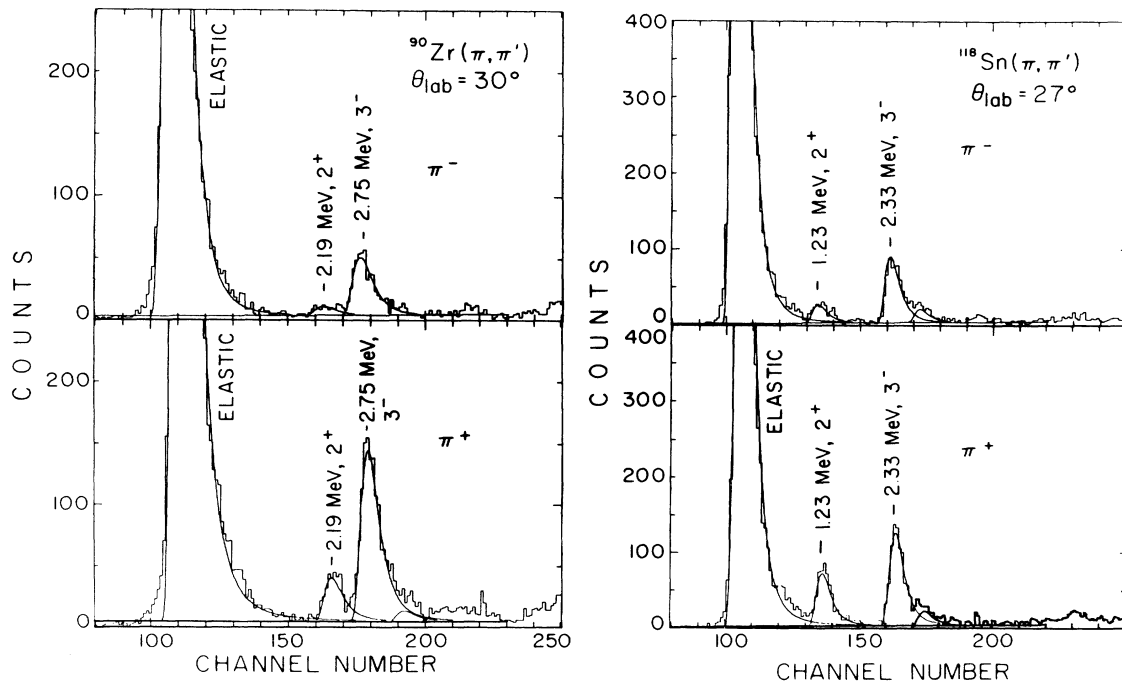 COUNTS
200
100
0
ELASTIC
⁹⁰Zr(π,π′)
θlab = 30°
2.19 MeV, 2⁺
2.75 MeV, 3⁻
π⁻
200
100
0
ELASTIC
2.19 MeV, 2⁺
2.75 MeV,
3⁻
π⁺
100 150 200 250
CHANNEL NUMBER
COUNTS
400
300
200
100
0
¹¹⁸Sn(π,π′)
θlab = 27°
1.23 MeV, 2⁺
2.33 MeV, 3⁻
π⁻
400
300
200
100
0
ELASTIC
1.23 MeV, 2⁺
2.33 MeV, 3⁻
π⁺
100 150 200
CHANNEL NUMBER